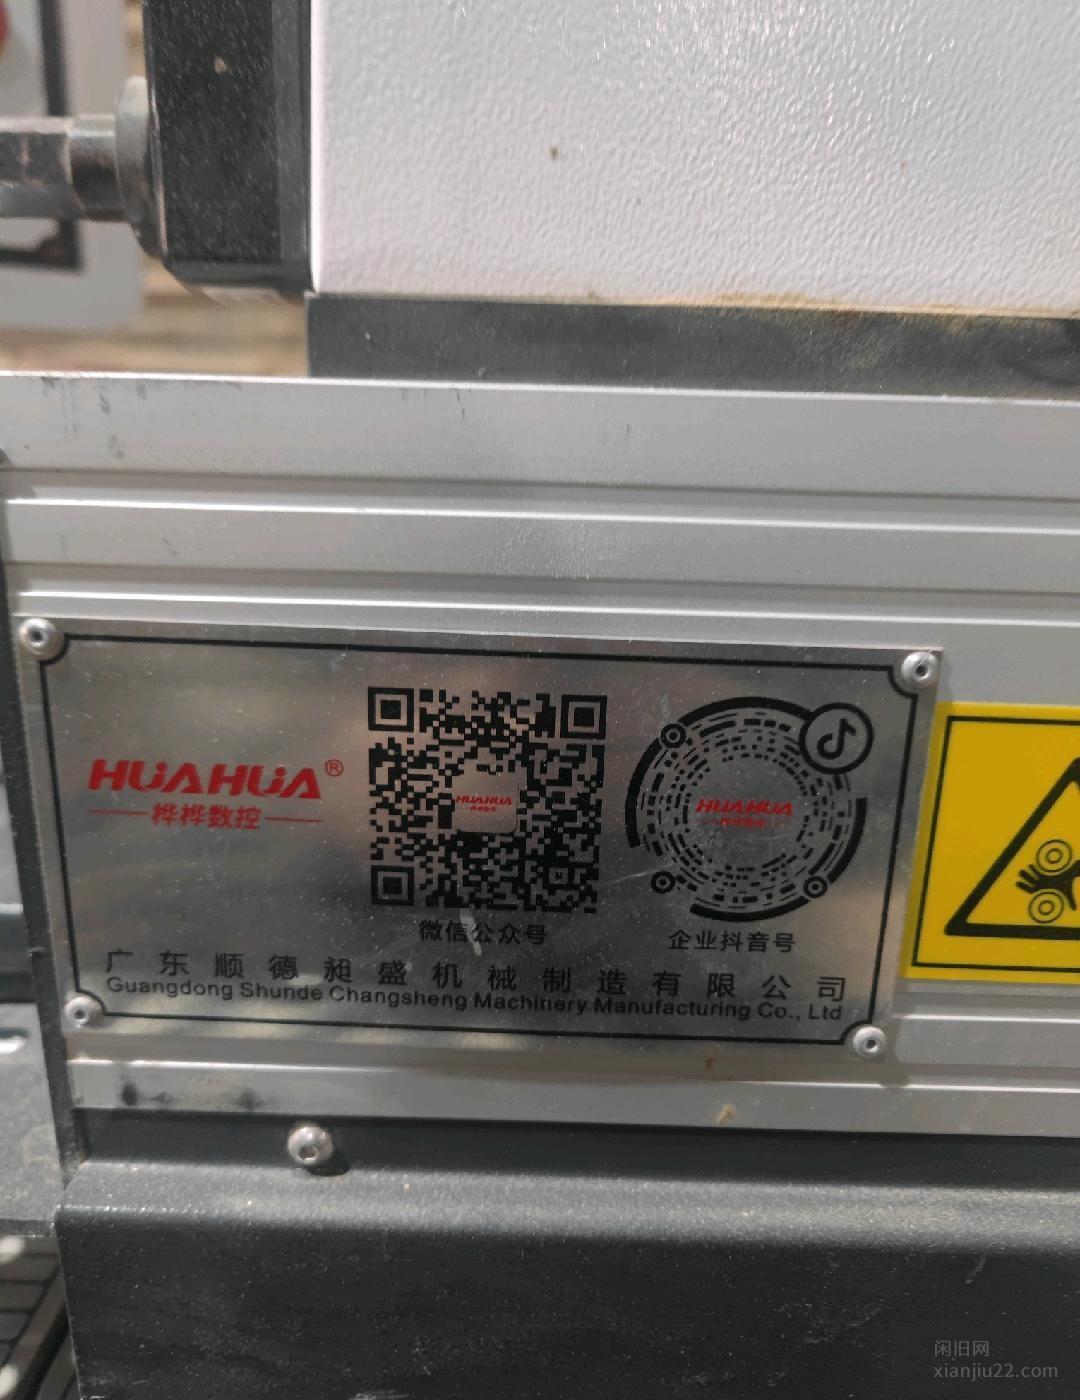 HUAHUA®
桦桦数控
HUAHUA
HUAHUA
微信公众号
企业抖音号
广东顺德昶盛机械制造有限公司
Guangdong Shunde Changsheng Machinery Manufacturing Co., Ltd
闲旧网
xianjiu22.com